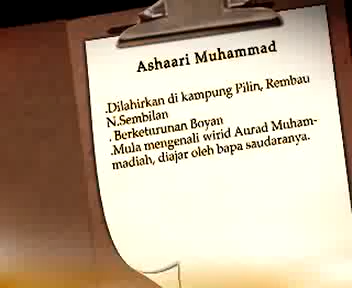 Ashaari Muhammad
.Dilahirkan di kampung Pilin, Rembau
N.Sembilan
. Berketurunan Boyan
.Mula mengenali wirid Aurad Muham-
madiah, diajar oleh bapa saudaranya.